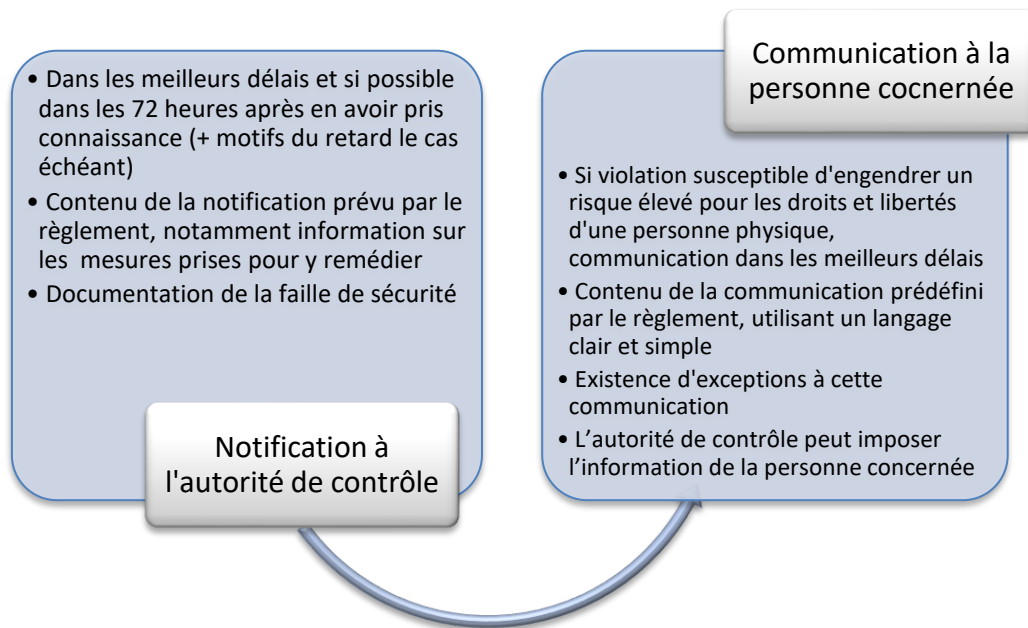 • Dans les meilleurs délais et si possible
dans les 72 heures après en avoir pris
connaissance (+ motifs du retard le cas
échéant)
• Contenu de la notification prévu par le
règlement, notamment information sur
les mesures prises pour y remédier
• Documentation de la faille de sécurité
Notification à
l'autorité de contrôle
Communication à la
personne cocnernée
• Si violation susceptible d'engendrer un
risque élevé pour les droits et libertés
d'une personne physique,
communication dans les meilleurs délais
• Contenu de la communication prédéfini
par le règlement, utilisant un langage
clair et simple
• Existence d'exceptions à cette
communication
• L’autorité de contrôle peut imposer
l’information de la personne concernée